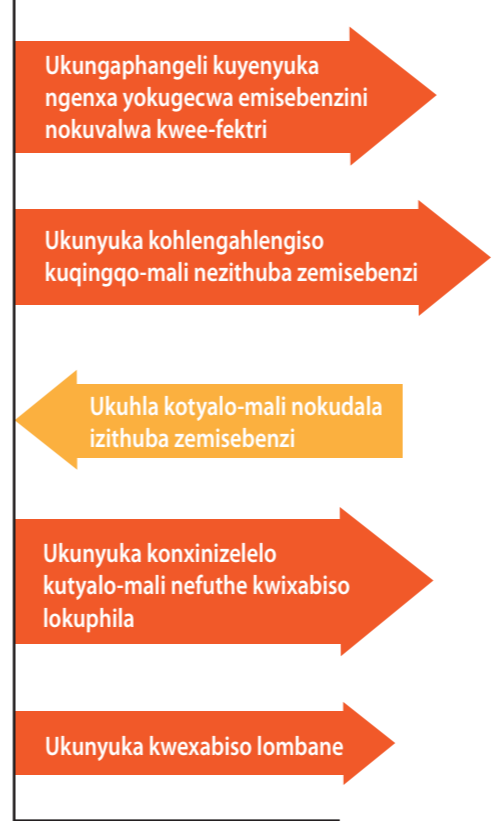 Ukungaphangeli kuyenyuka
ngenxa yokugecwa emisebenzini
nokuvalwa kwee-fektri
Ukunyuka kohlengahlengiso
kuqingqo-mali nezithuba zemisebenzi
Ukuhla kotyalo-mali nokudala
izithuba zemisebenzi
Ukunyuka konxinizelelo
kutyalo-mali nefuthe kwixabiso
lokuphila
Ukunyuka kwexabiso lombane